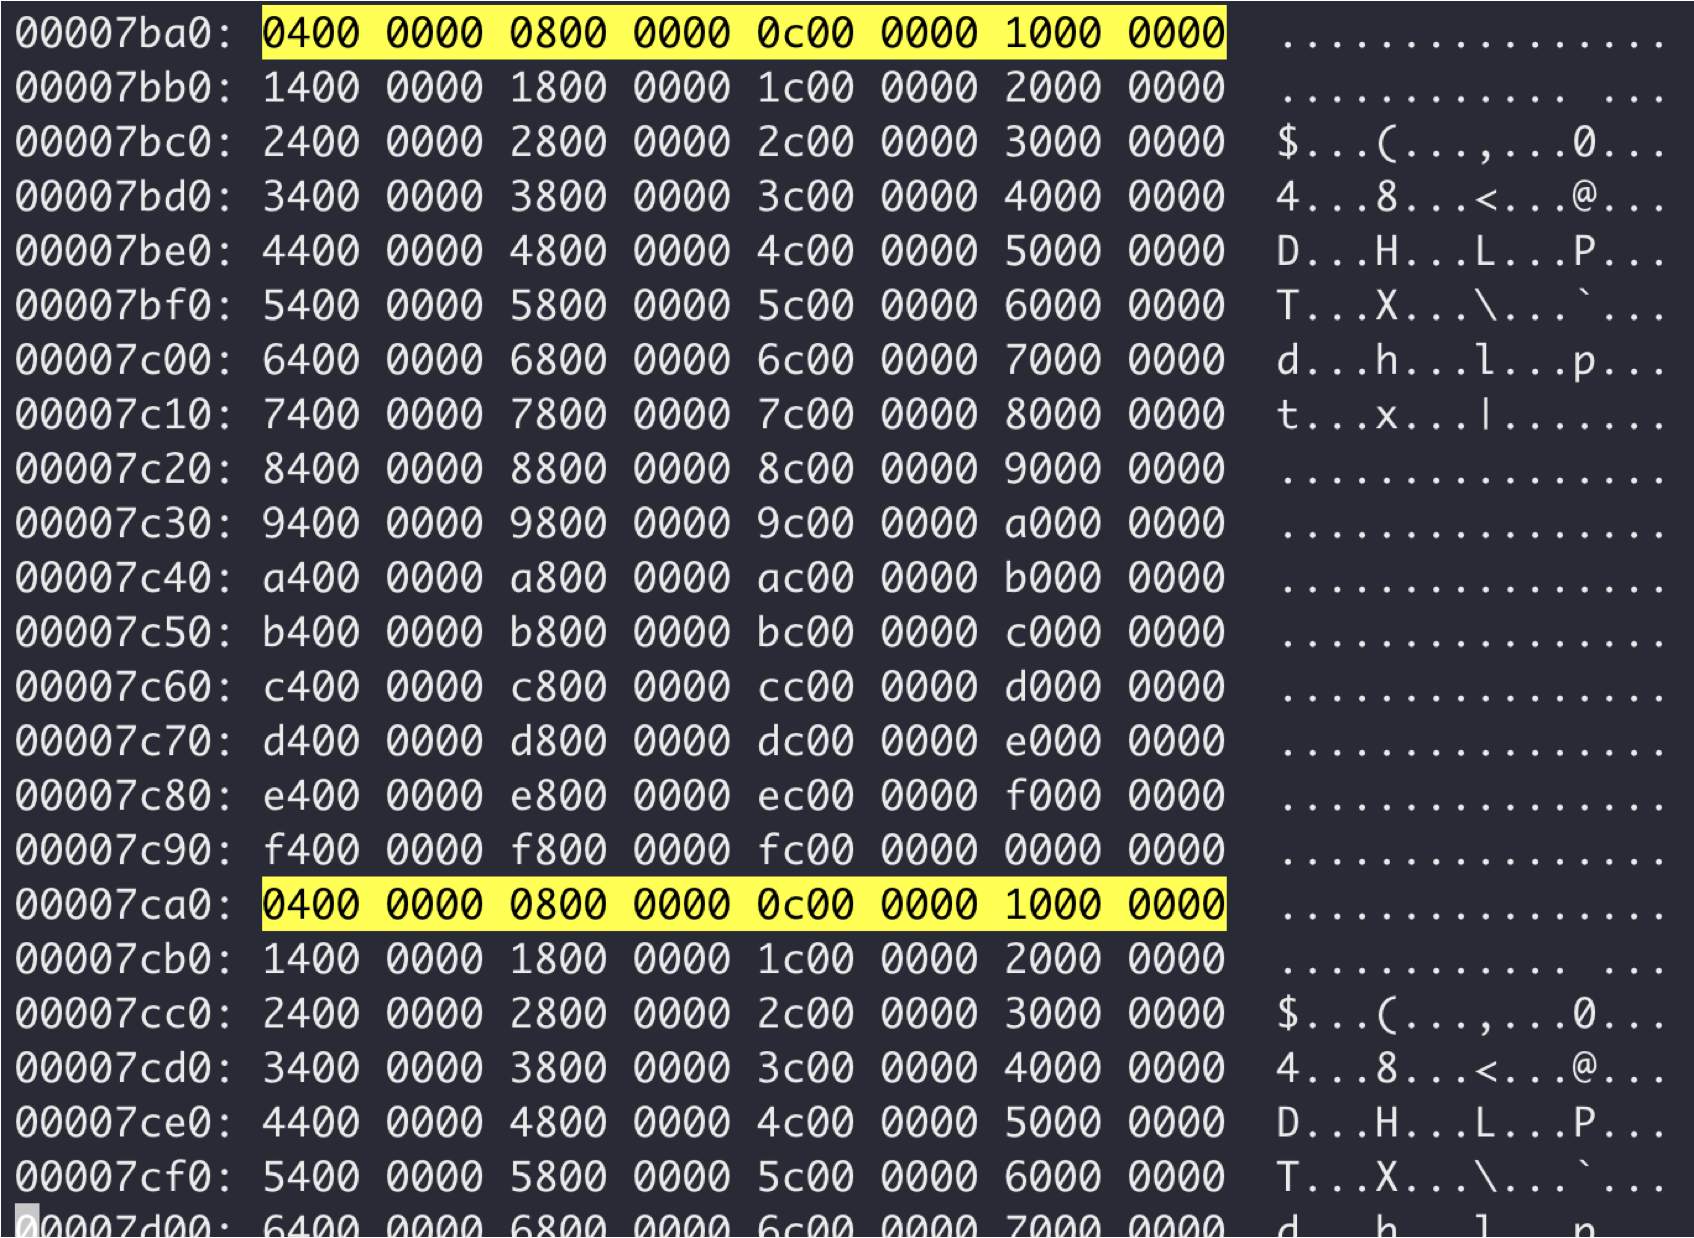 00007ba0: 0400 0000 0800 0000 0c00 0000 1000 0000  ................
00007bb0: 1400 0000 1800 0000 1c00 0000 2000 0000  ............ ...
00007bc0: 2400 0000 2800 0000 2c00 0000 3000 0000  $...(...,...0...
00007bd0: 3400 0000 3800 0000 3c00 0000 4000 0000  4...8...<...@...
00007be0: 4400 0000 4800 0000 4c00 0000 5000 0000  D...H...L...P...
00007bf0: 5400 0000 5800 0000 5c00 0000 6000 0000  T...X...\...`...
00007c00: 6400 0000 6800 0000 6c00 0000 7000 0000  d...h...l...p...
00007c10: 7400 0000 7800 0000 7c00 0000 8000 0000  t...x...|.......
00007c20: 8400 0000 8800 0000 8c00 0000 9000 0000  ................
00007c30: 9400 0000 9800 0000 9c00 0000 a000 0000  ................
00007c40: a400 0000 a800 0000 ac00 0000 b000 0000  ................
00007c50: b400 0000 b800 0000 bc00 0000 c000 0000  ................
00007c60: c400 0000 c800 0000 cc00 0000 d000 0000  ................
00007c70: d400 0000 d800 0000 dc00 0000 e000 0000  ................
00007c80: e400 0000 e800 0000 ec00 0000 f000 0000  ................
00007c90: f400 0000 f800 0000 fc00 0000 0000 0000  ................
00007ca0: 0400 0000 0800 0000 0c00 0000 1000 0000  ................
00007cb0: 1400 0000 1800 0000 1c00 0000 2000 0000  ............ ...
00007cc0: 2400 0000 2800 0000 2c00 0000 3000 0000  $...(...,...0...
00007cd0: 3400 0000 3800 0000 3c00 0000 4000 0000  4...8...<...@...
00007ce0: 4400 0000 4800 0000 4c00 0000 5000 0000  D...H...L...P...
00007cf0: 5400 0000 5800 0000 5c00 0000 6000 0000  T...X...\...`...
00007d00: 6400 0000 6800 0000 6c00 0000 7000 0000  d...h...l...p...